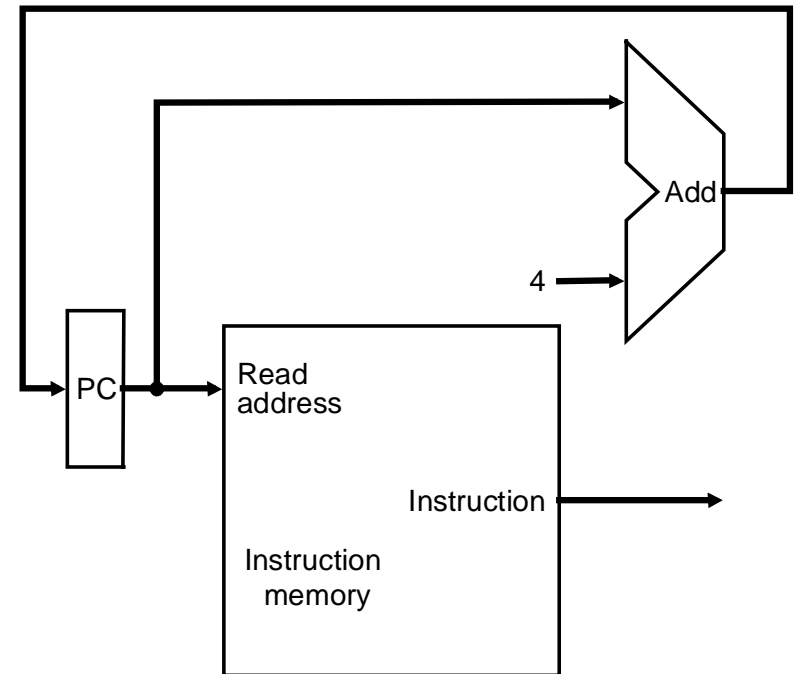 Add
4
PC
Read
address
Instruction
Instruction
memory